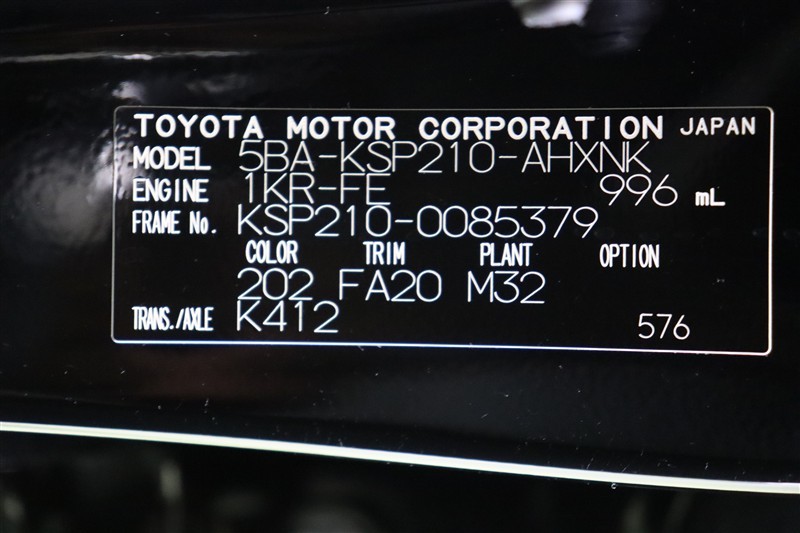 TOYOTA MOTOR CORPORATION JAPAN
MODEL 5BA-KSP210-AHXNK
ENGINE 1KR-FE 996 mL
FRAME No. KSP210-0085379
COLOR TRIM PLANT OPTION
202 FA20 M32
TRANS./AXLE K412 576